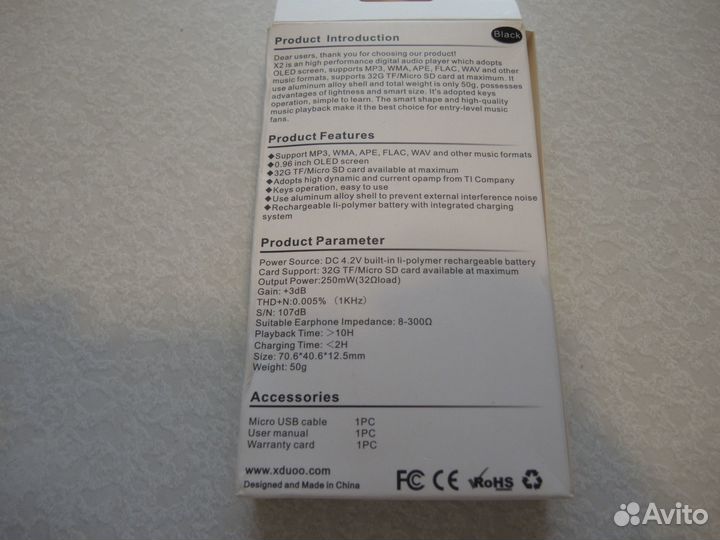 Product Introduction
Black
Dear users, thank you for choosing our product!
X2 is an high performance digital audio player which adopts
OLED screen, supports MP3, WMA, APE, FLAC, WAV and other
music formats, supports 32G TF/Micro SD card at maximum. It
use aluminum alloy shell and total weight is only 50g, possesses
advantages of lightness and smart size. It's adopted keys
operation, simple to learn. The smart shape and high-quality
music playback make it the best choice for entry-level music
fans.
Product Features
◆Support MP3, WMA, APE, FLAC, WAV and other music formats
◆0.96 inch OLED screen
◆32G TF/Micro SD card available at maximum
◆Adopts high dynamic and current opamp from TI Company
◆Keys operation, easy to use
◆Use aluminum alloy shell to prevent external interference noise
◆Rechargeable li-polymer battery with integrated charging
system
Product Parameter
Power Source: DC 4.2V built-in li-polymer rechargeable battery
Card Support: 32G TF/Micro SD card available at maximum
Output Power:250mW(32Ωload)
Gain: +3dB
THD+N:0.005% (1KHz)
S/N: 107dB
Suitable Earphone Impedance: 8-300Ω
Playback Time: >10H
Charging Time: <2H
Size: 70.6*40.6*12.5mm
Weight: 50g
Accessories
Micro USB cable 1PC
User manual 1PC
Warranty card 1PC
www.xduoo.com
Designed and Made in China
FC CE RoHS
Avito